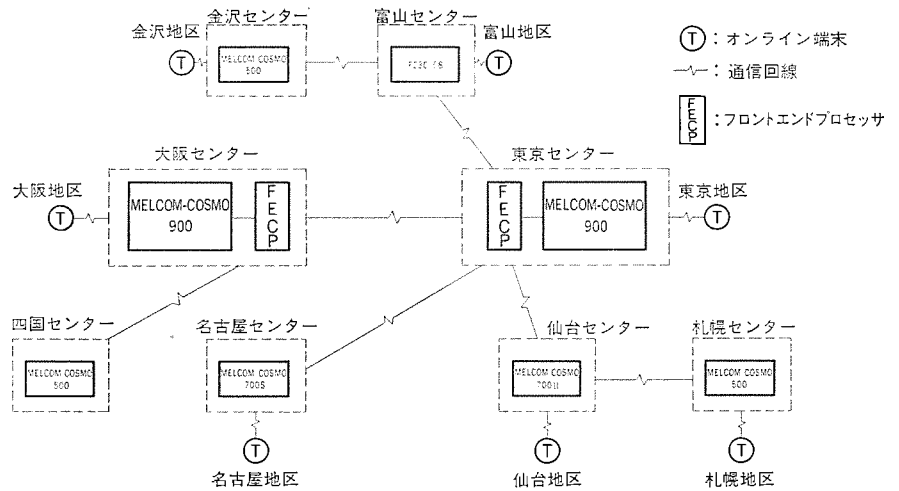 金沢センター
富山センター
金沢地区
富山地区
T
MELCOM COSMO
500
T
T
:オンライン端末
:通信回線
FECP
:フロントエンドプロセッサ
大阪センター
東京センター
大阪地区
東京地区
T
MELCOM-COSMO
900
FECP
FECP
MELCOM-COSMO
900
T
四国センター
名古屋センター
仙台センター
札幌センター
MELCOM COSMO
500
MELCOM COSMO
700S
MELCOM COSMO
700II
MELCOM COSMO
500
T
T
T
名古屋地区
仙台地区
札幌地区